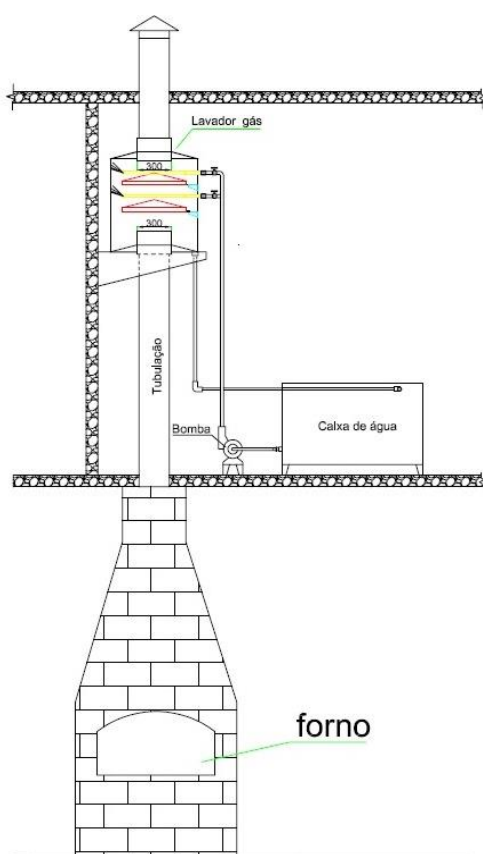 Lavador gás
300
300
Tubulação
Bomba
Caixa de água
forno